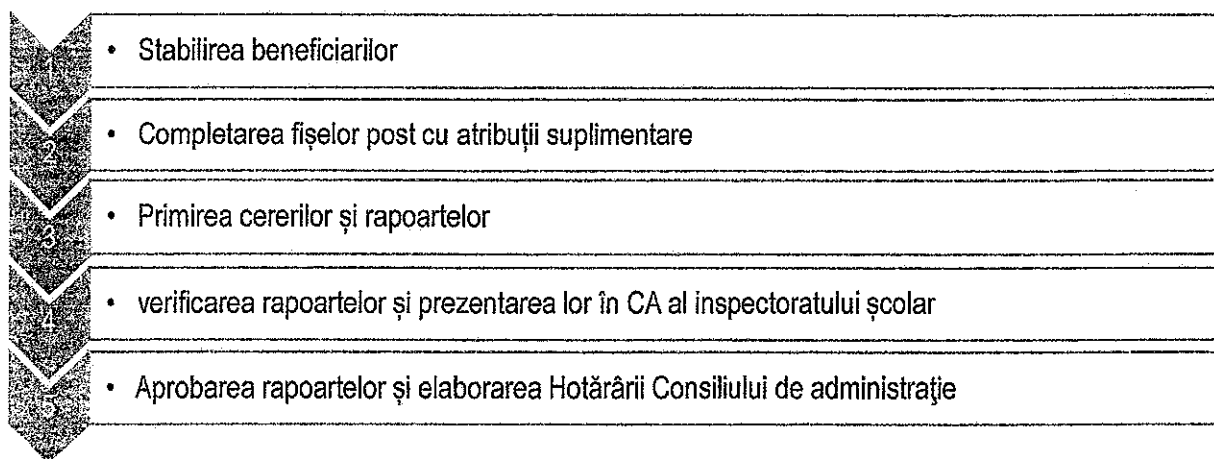 1
• Stabilirea beneficiarilor
2
• Completarea fișelor post cu atribuții suplimentare
3
• Primirea cererilor și rapoartelor
4
• verificarea rapoartelor și prezentarea lor în CA al inspectoratului școlar
5
• Aprobarea rapoartelor și elaborarea Hotărârii Consiliului de administraţie